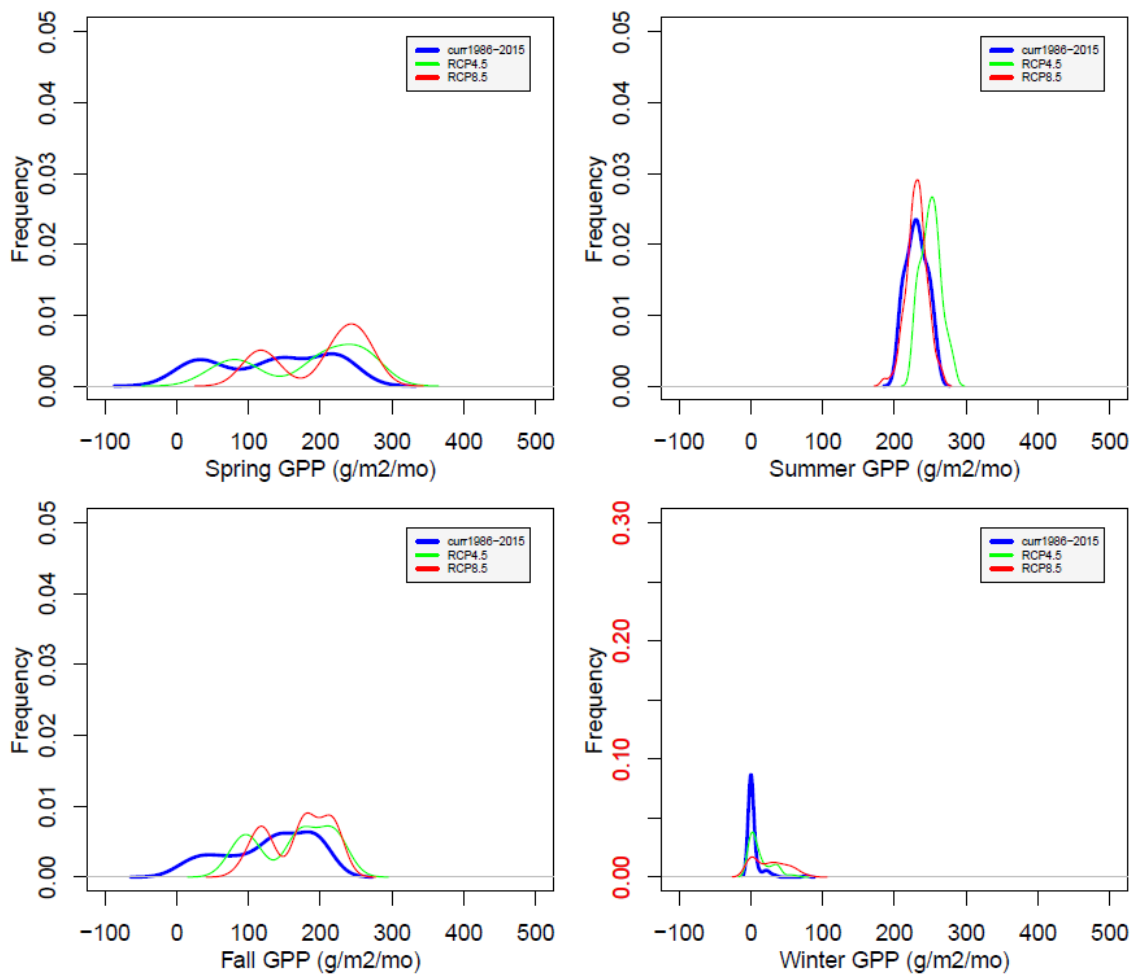 0.05
0.04
0.03
0.02
0.01
0.00
Frequency
curr1986−2015
RCP4.5
RCP8.5
−100 0 100 200 300 400 500
Spring GPP (g/m2/mo)
0.05
0.04
0.03
0.02
0.01
0.00
Frequency
curr1986−2015
RCP4.5
RCP8.5
−100 0 100 200 300 400 500
Summer GPP (g/m2/mo)
0.05
0.04
0.03
0.02
0.01
0.00
Frequency
curr1986−2015
RCP4.5
RCP8.5
−100 0 100 200 300 400 500
Fall GPP (g/m2/mo)
0.30
0.20
0.10
0.00
Frequency
curr1986−2015
RCP4.5
RCP8.5
−100 0 100 200 300 400 500
Winter GPP (g/m2/mo)